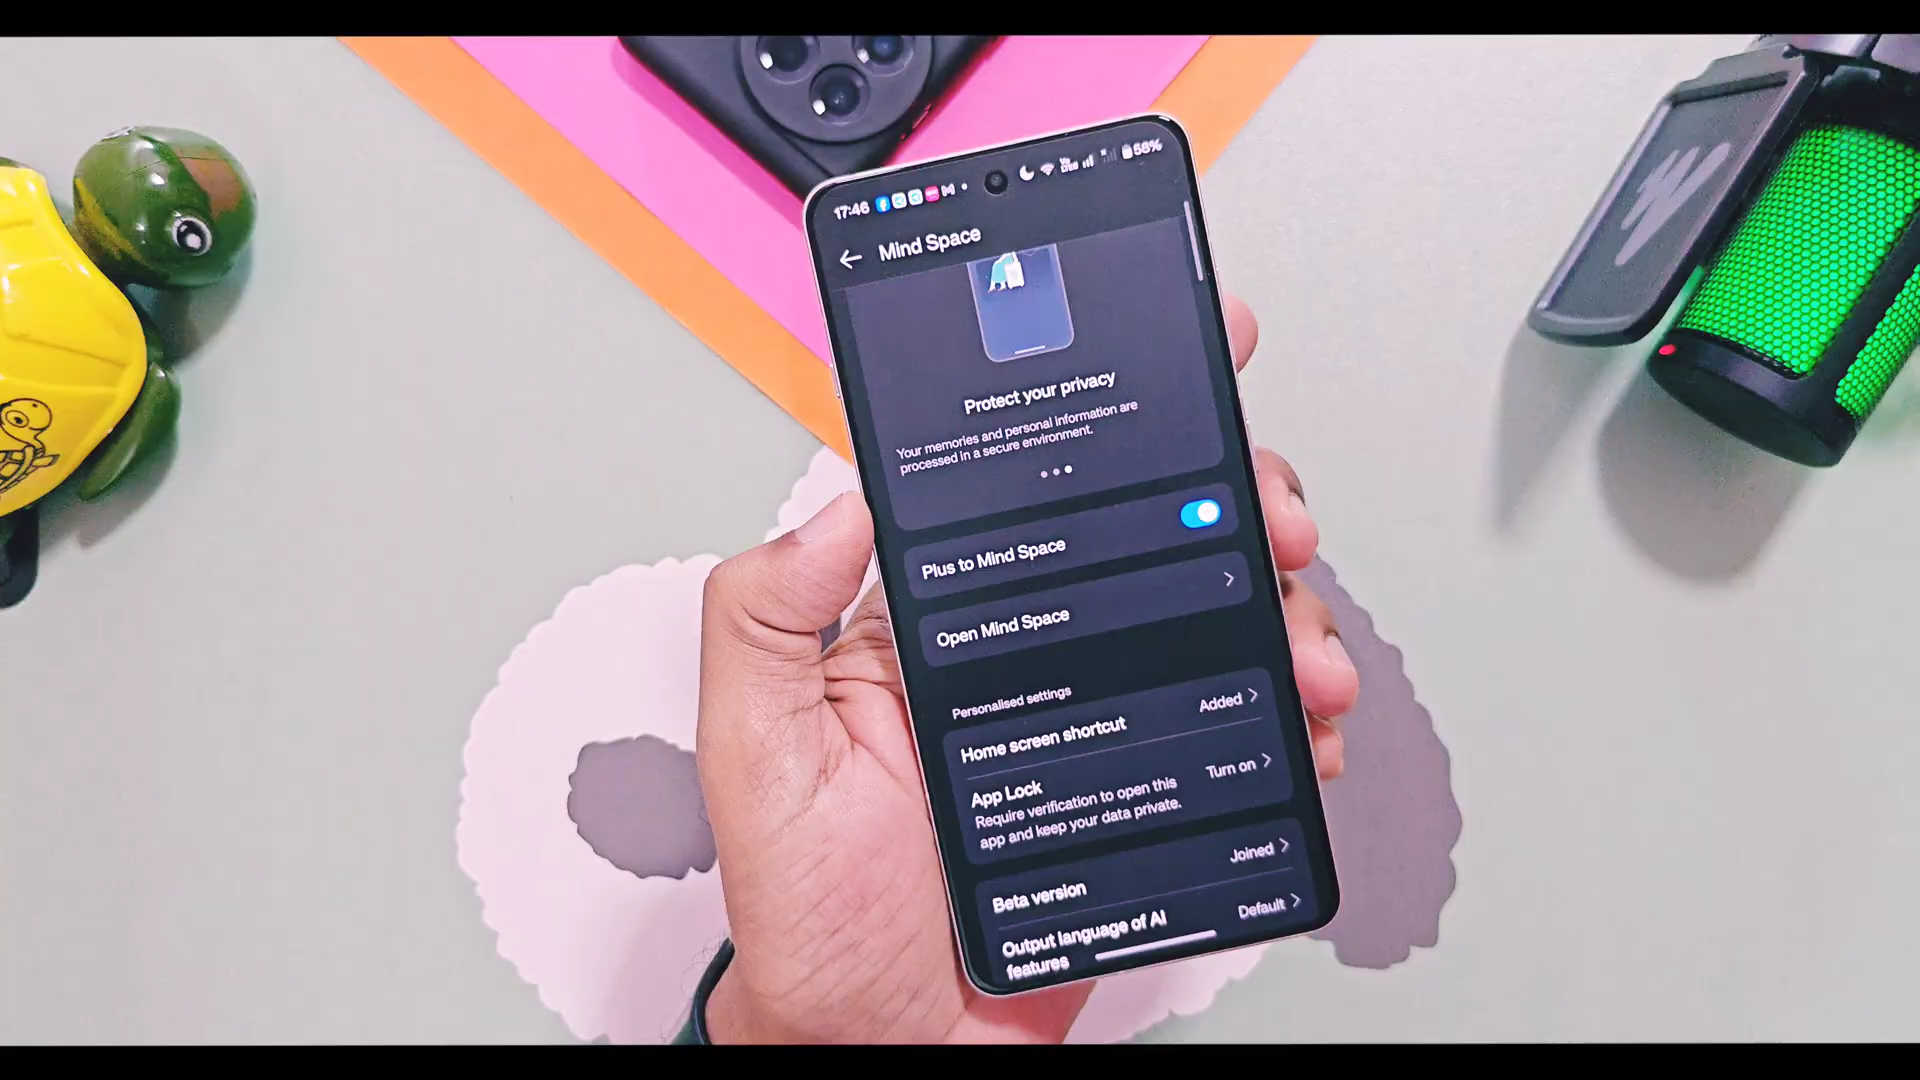 17:46
58%
Mind Space
Protect your privacy
Your memories and personal information are
processed in a secure environment.
Plus to Mind Space
Open Mind Space
Personalised settings
Home screen shortcut Added
App Lock Turn on
Require verification to open this
app and keep your data private.
Beta version Joined
Output language of AI Default
features